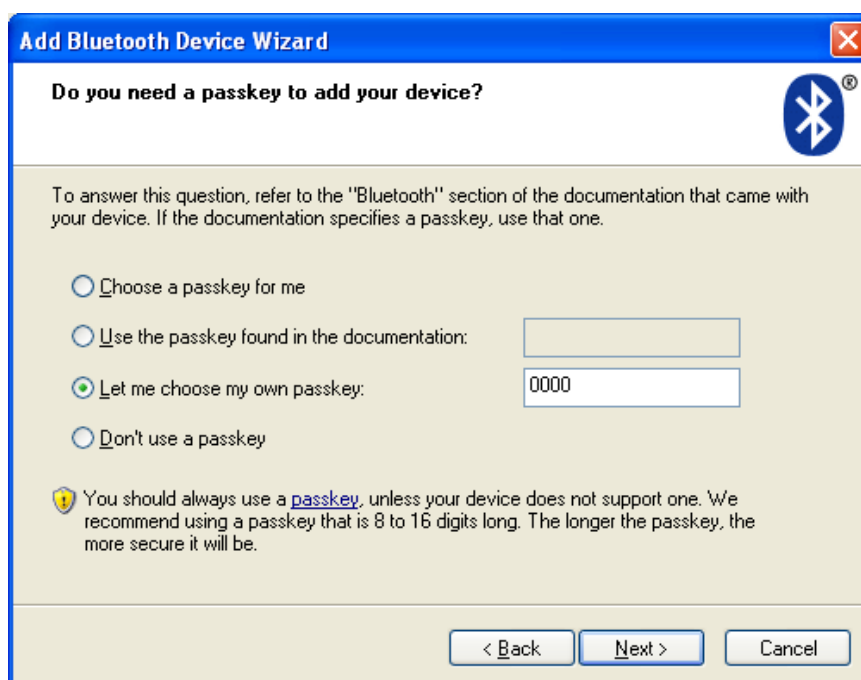 Add Bluetooth Device Wizard
Do you need a passkey to add your device?
®
To answer this question, refer to the "Bluetooth" section of the documentation that came with
your device. If the documentation specifies a passkey, use that one.
Choose a passkey for me
Use the passkey found in the documentation:
Let me choose my own passkey: 0000
Don't use a passkey
You should always use a passkey, unless your device does not support one. We
recommend using a passkey that is 8 to 16 digits long. The longer the passkey, the
more secure it will be.
< Back Next > Cancel